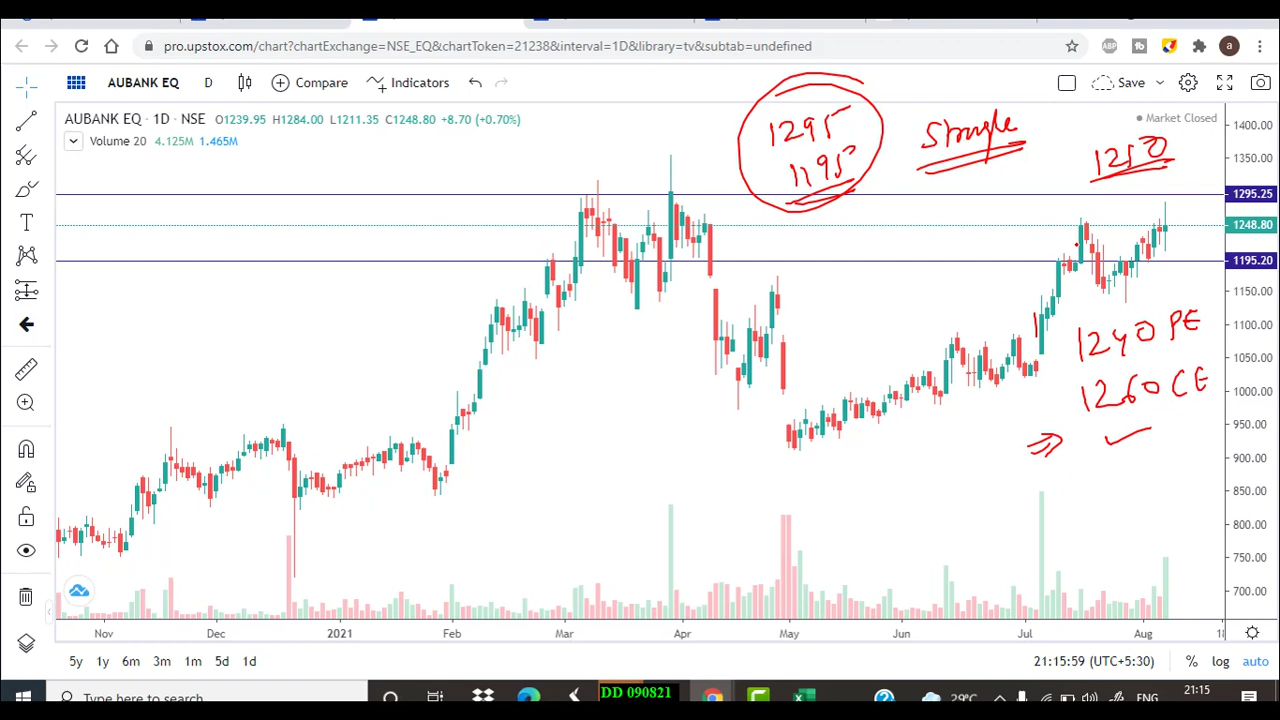 pro.upstox.com/chart?chartExchange=NSE_EQ&chartToken=21238&interval=1D&library=tv&subtab=undefined
ABP
a
AUBANK EQ D Compare Indicators Save
AUBANK EQ · 1D · NSE O1239.95 H1284.00 L1211.35 C1248.80 +8.70 (+0.70%)
Market Closed
Volume 20 4.125M 1.465M
1295
1195
1250
1400.00
1350.00
1295.25
1248.80
1195.20
1150.00
1100.00
1050.00
1000.00
950.00
900.00
850.00
800.00
750.00
700.00
1240 PE
1260 CE
Nov Dec 2021 Feb Mar Apr May Jun Jul Aug
5y 1y 6m 3m 1m 5d 1d
21:15:59 (UTC+5:30) % log auto
Type here to search
DD 090821
29°C
ENG
21:15